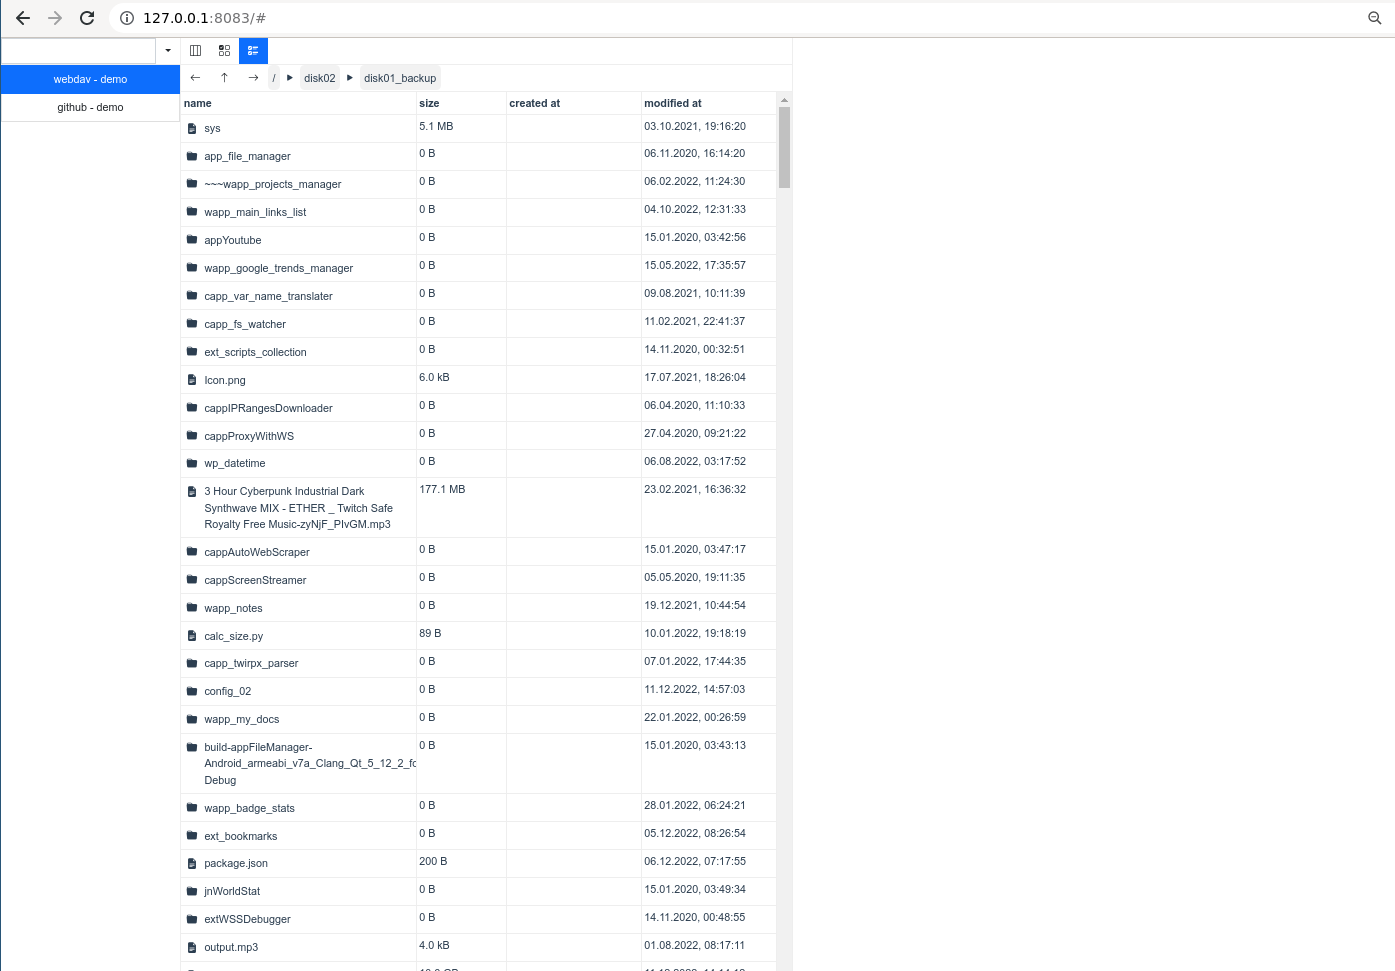 127.0.0.1:8083/#
webdav - demo
github - demo
/ disk02 disk01_backup
name size created at modified at
sys 5.1 MB 03.10.2021, 19:16:20
app_file_manager 0 B 06.11.2020, 16:14:20
~~~wapp_projects_manager 0 B 06.02.2022, 11:24:30
wapp_main_links_list 0 B 04.10.2022, 12:31:33
appYoutube 0 B 15.01.2020, 03:42:56
wapp_google_trends_manager 0 B 15.05.2022, 17:35:57
capp_var_name_translater 0 B 09.08.2021, 10:11:39
capp_fs_watcher 0 B 11.02.2021, 22:41:37
ext_scripts_collection 0 B 14.11.2020, 00:32:51
Icon.png 6.0 kB 17.07.2021, 18:26:04
cappIPRangesDownloader 0 B 06.04.2020, 11:10:33
cappProxyWithWS 0 B 27.04.2020, 09:21:22
wp_datetime 0 B 06.08.2022, 03:17:52
3 Hour Cyberpunk Industrial Dark 177.1 MB 23.02.2021, 16:36:32
Synthwave MIX - ETHER _ Twitch Safe
Royalty Free Music-zyNjF_PlvGM.mp3
cappAutoWebScraper 0 B 15.01.2020, 03:47:17
cappScreenStreamer 0 B 05.05.2020, 19:11:35
wapp_notes 0 B 19.12.2021, 10:44:54
calc_size.py 89 B 10.01.2022, 19:18:19
capp_twirpx_parser 0 B 07.01.2022, 17:44:35
config_02 0 B 11.12.2022, 14:57:03
wapp_my_docs 0 B 22.01.2022, 00:26:59
build-appFileManager- 0 B 15.01.2020, 03:43:13
Android_armeabi_v7a_Clang_Qt_5_12_2_fo
Debug
wapp_badge_stats 0 B 28.01.2022, 06:24:21
ext_bookmarks 0 B 05.12.2022, 08:26:54
package.json 200 B 06.12.2022, 07:17:55
jnWorldStat 0 B 15.01.2020, 03:49:34
extWSSDebugger 0 B 14.11.2020, 00:48:55
output.mp3 4.0 kB 01.08.2022, 08:17:11